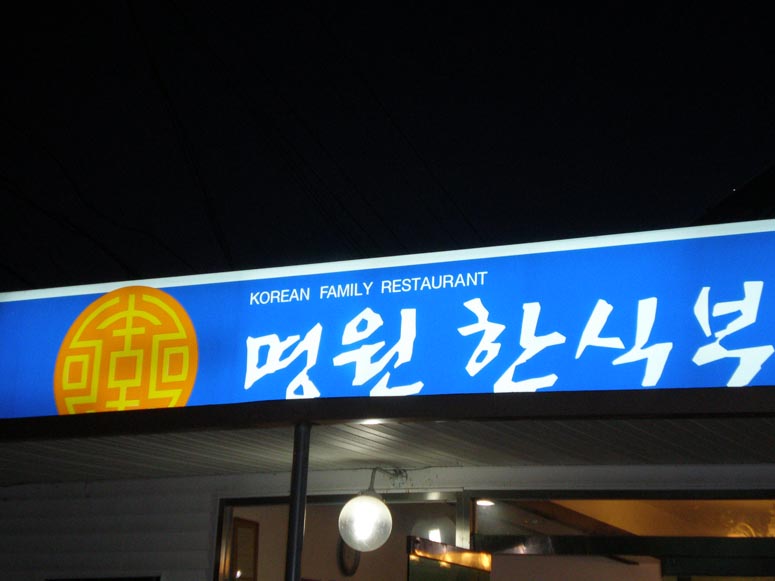 KOREAN FAMILY RESTAURANT
명원 한식